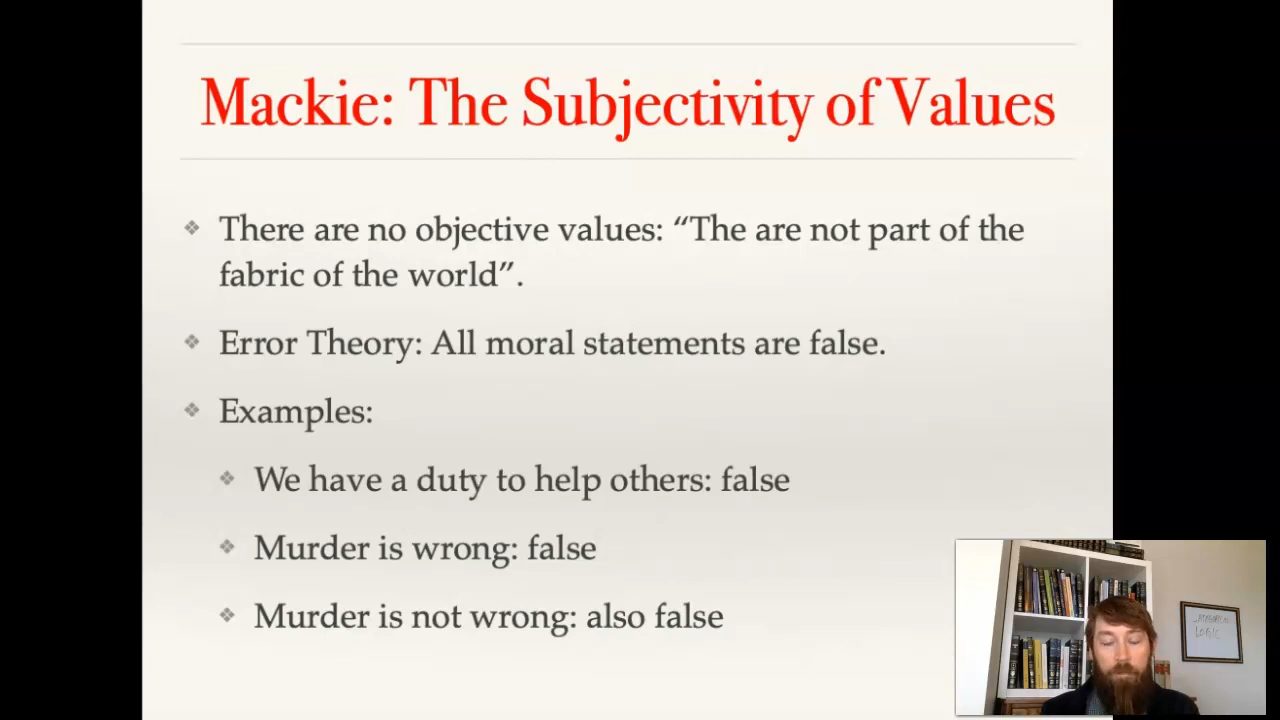 Mackie: The Subjectivity of Values
❖ There are no objective values: “The are not part of the
fabric of the world”.
❖ Error Theory: All moral statements are false.
❖ Examples:
❖ We have a duty to help others: false
❖ Murder is wrong: false
❖ Murder is not wrong: also false
LOGIC